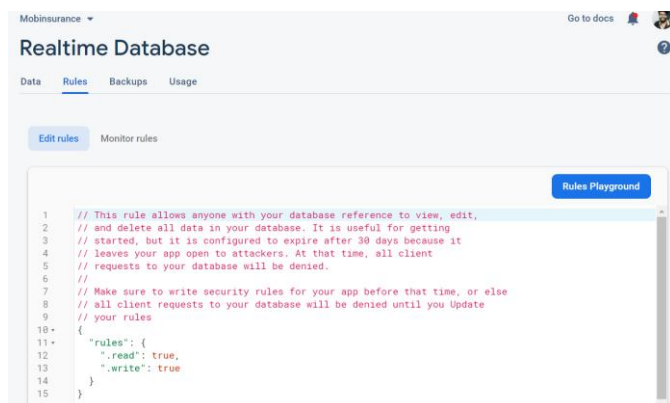 Mobinsurance
Go to docs
Realtime Database
Data Rules Backups Usage
Edit rules Monitor rules
Rules Playground
1 // This rule allows anyone with your database reference to view, edit,
2 // and delete all data in your database. It is useful for getting
3 // started, but it is configured to expire after 30 days because it
4 // leaves your app open to attackers. At that time, all client
5 // requests to your database will be denied.
6 //
7 // Make sure to write security rules for your app before that time, or else
8 // all client requests to your database will be denied until you Update
9 // your rules
10 {
11 "rules": {
12 ".read": true,
13 ".write": true
14 }
15 }